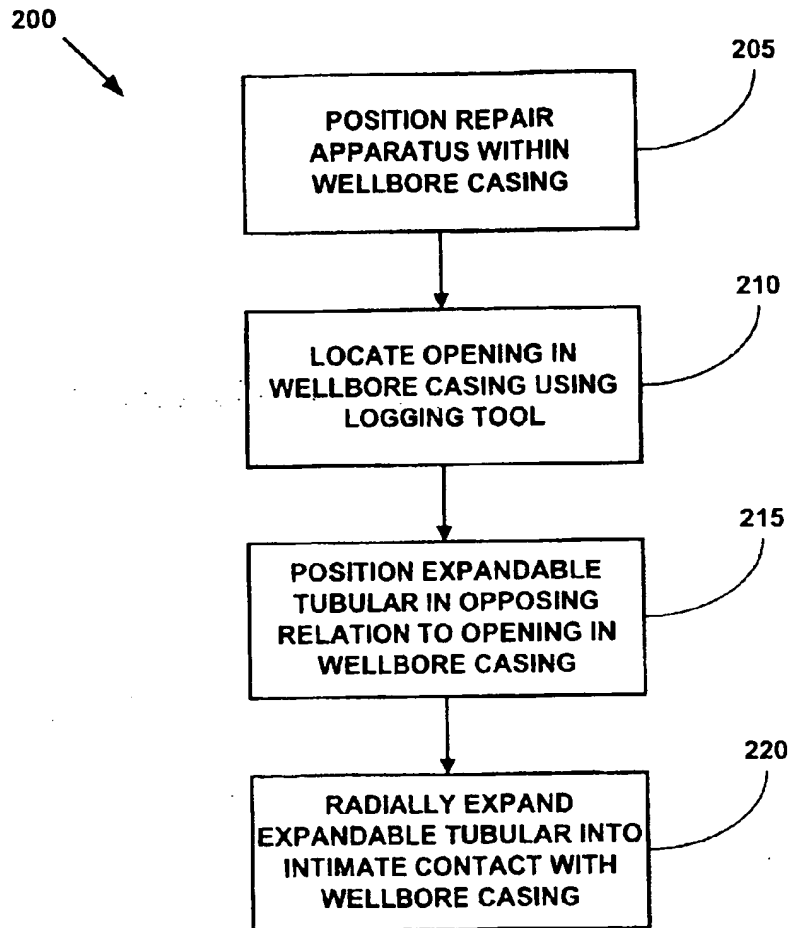 200
205
POSITION REPAIR
APPARATUS WITHIN
WELLBORE CASING
210
LOCATE OPENING IN
WELLBORE CASING USING
LOGGING TOOL
215
POSITION EXPANDABLE
TUBULAR IN OPPOSING
RELATION TO OPENING IN
WELLBORE CASING
220
RADIALLY EXPAND
EXPANDABLE TUBULAR INTO
INTIMATE CONTACT WITH
WELLBORE CASING